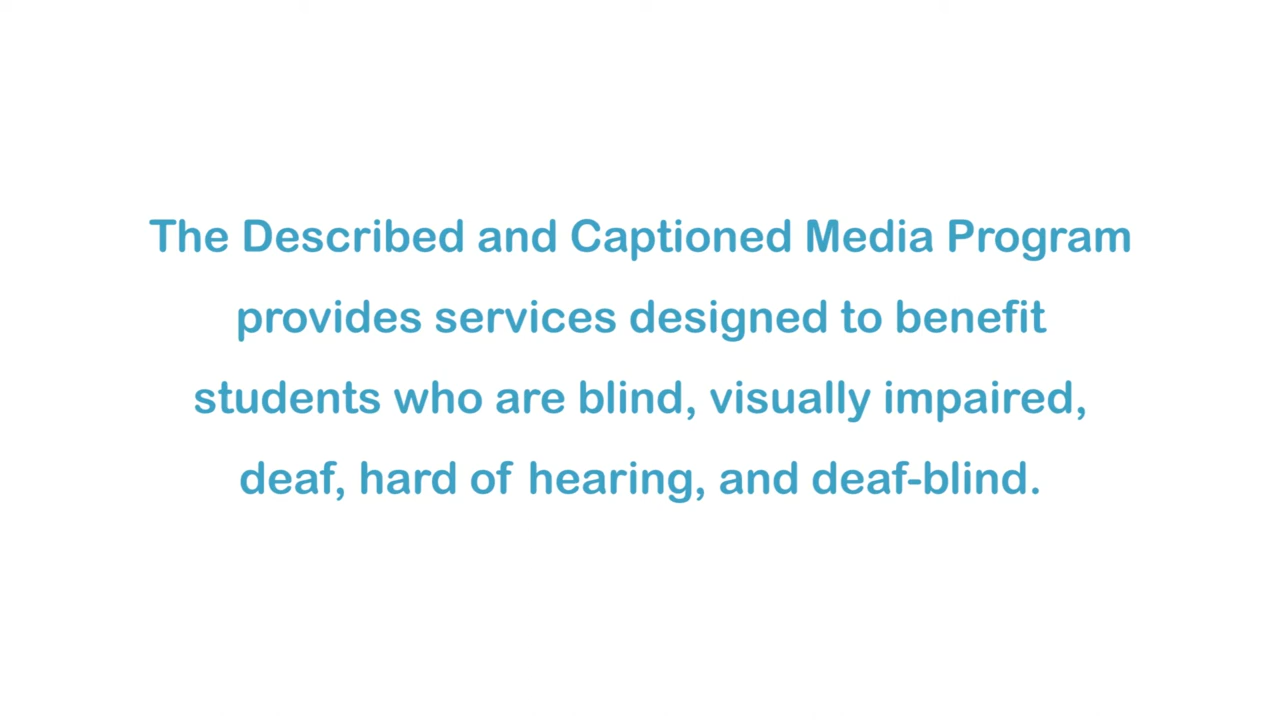 The Described and Captioned Media Program
provides services designed to benefit
students who are blind, visually impaired,
deaf, hard of hearing, and deaf-blind.